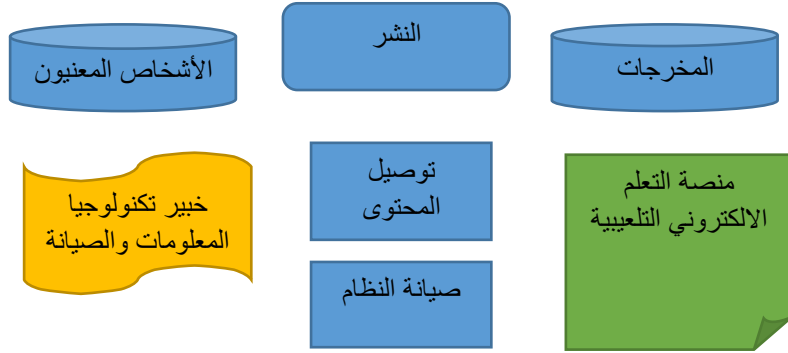 الأشخاص المعنيون
النشر
المخرجات
خبير تكنولوجيا
المعلومات والصيانة
توصيل
المحتوى
صيانة النظام
منصة التعلم
الالكتروني التلعيبية